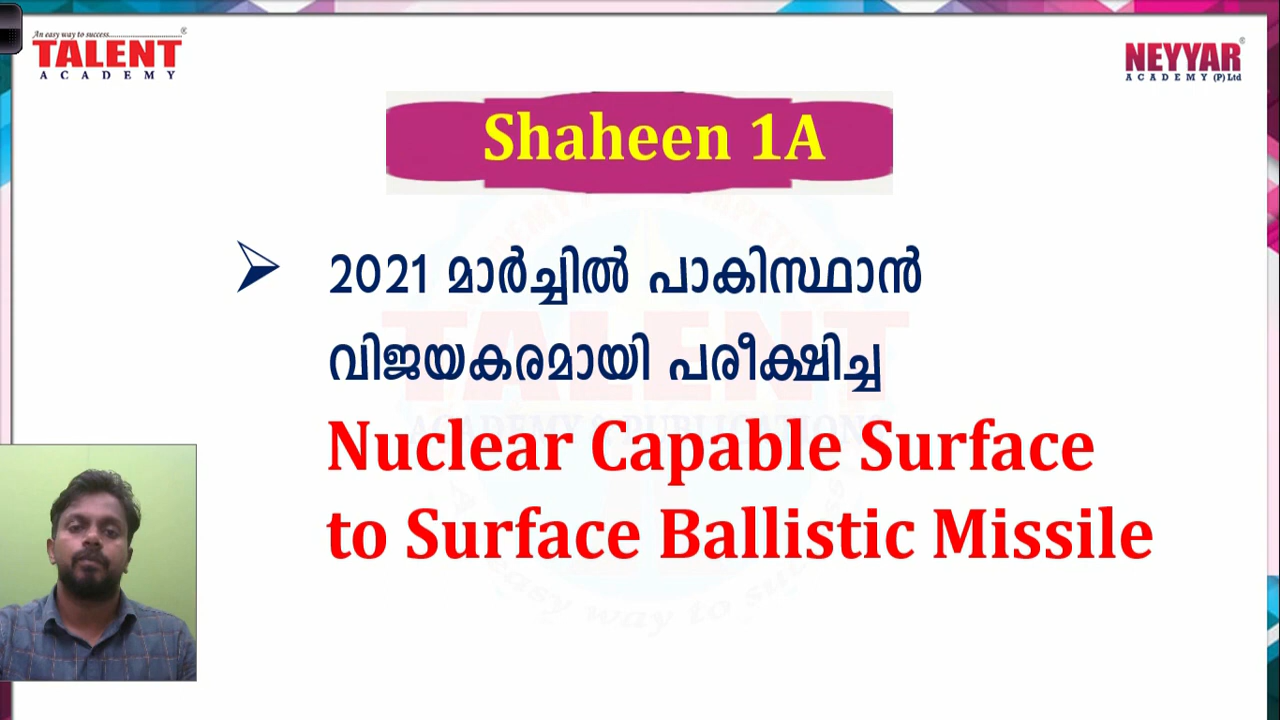 An easy way to success
TALENT
ACADEMY
NEYYAR
ACADEMY (P) Ltd
Shaheen 1A
2021 മാർച്ചിൽ പാകിസ്ഥാൻ
വിജയകരമായി പരീക്ഷിച്ച
Nuclear Capable Surface
to Surface Ballistic Missile
TALENT